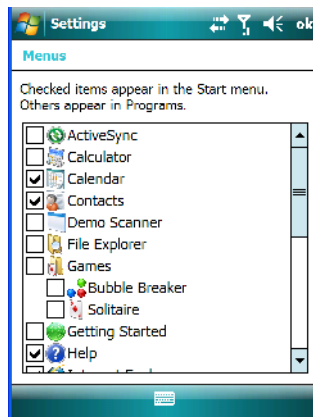 Settings
ok
Menus
Checked items appear in the Start menu.
Others appear in Programs.
ActiveSync
Calculator
Calendar
Contacts
Demo Scanner
File Explorer
Games
Bubble Breaker
Solitaire
Getting Started
Help